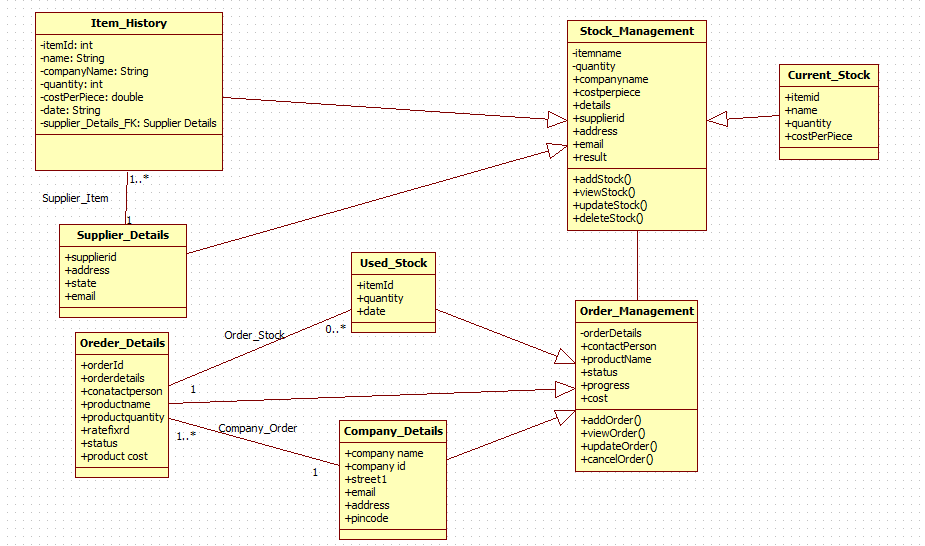 Item_History
-itemId: int
-name: String
-companyName: String
-quantity: int
-costPerPiece: double
-date: String
-supplier_Details_FK: Supplier Details
1..*
Supplier_Item
1
Supplier_Details
+supplierid
+address
+state
+email
Stock_Management
-itemname
-quantity
+companyname
+costperpiece
+details
+supplierid
+address
+email
+result
+addStock()
+viewStock()
+updateStock()
+deleteStock()
Current_Stock
+itemid
+name
+quantity
+costPerPiece
Used_Stock
+itemId
+quantity
+date
Order_Stock
0..*
1
Oreder_Details
+orderId
+orderdetails
+conatactperson
+productname
+productquantity
+ratefixrd
+status
+product cost
Company_Order
1..*
1
Company_Details
+company name
+company id
+street1
+email
+address
+pincode
Order_Management
-orderDetails
+contactPerson
+productName
+status
+progress
+cost
+addOrder()
+viewOrder()
+updateOrder()
+cancelOrder()